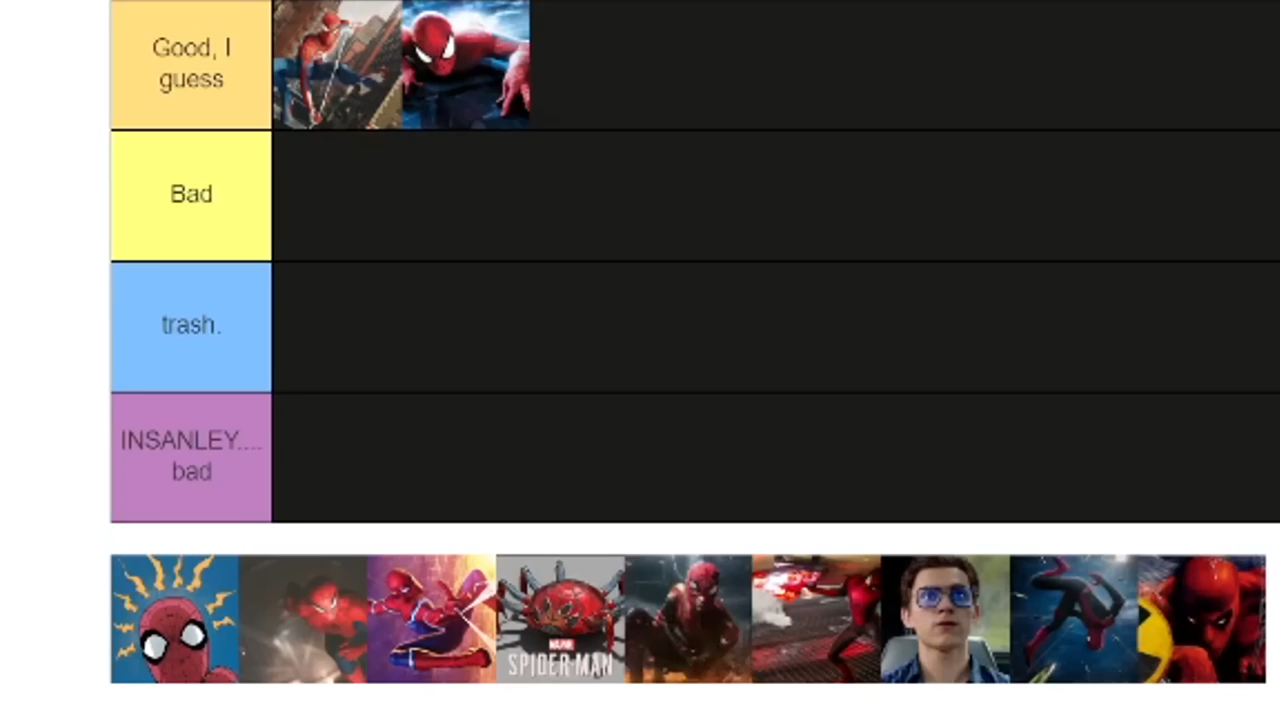 Good, I
guess
Bad
trash.
INSANLEY....
bad
MARVEL
SPIDER-MAN